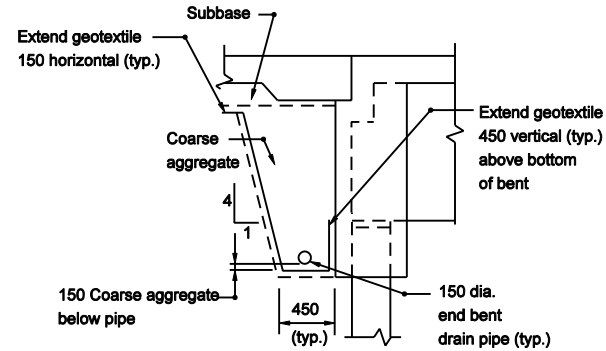 Subbase
Extend geotextile
150 horizontal (typ.)
Coarse
aggregate
Extend geotextile
450 vertical (typ.)
above bottom
of bent
4
1
150 Coarse aggregate
below pipe
450
(typ.)
150 dia.
end bent
drain pipe (typ.)